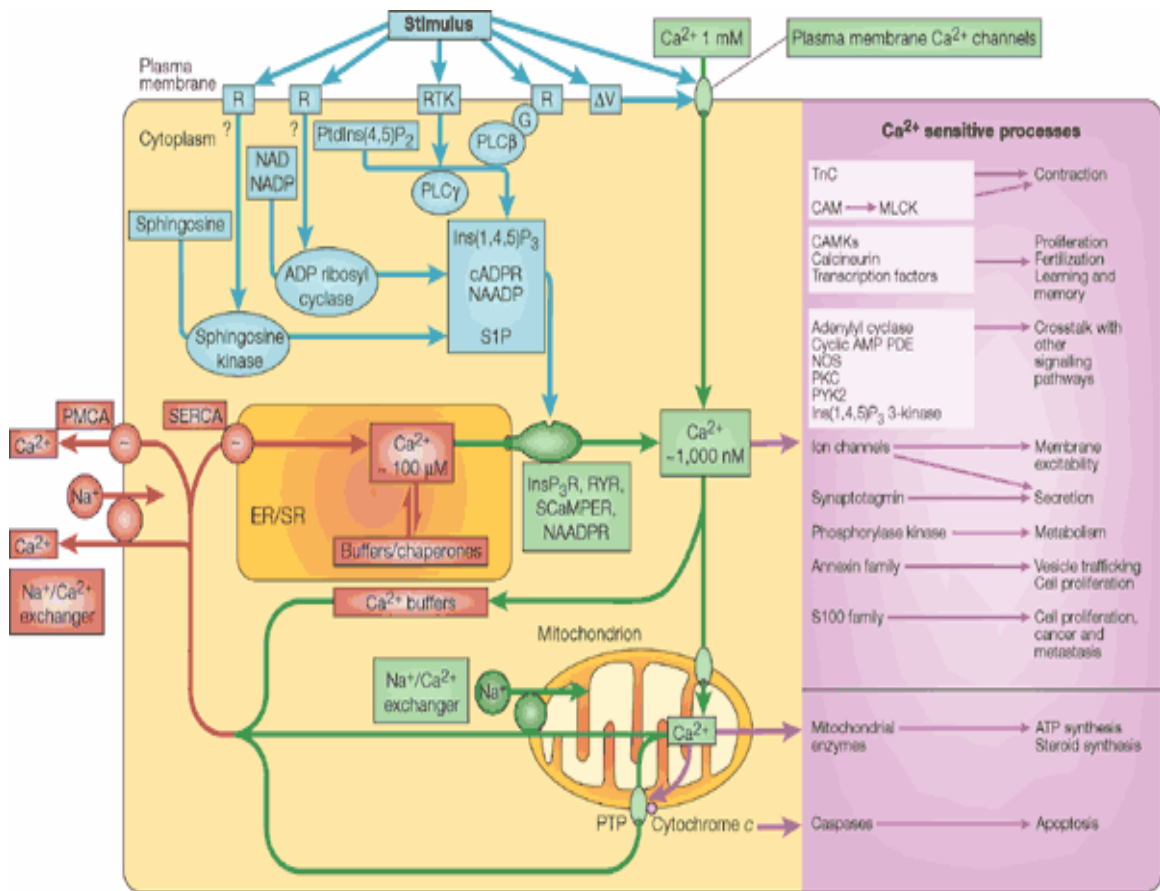 Stimulus
Ca²⁺ 1 mM
Plasma membrane Ca²⁺ channels
Plasma
membrane
R
R
RTK
R
ΔV
?
?
G
Cytoplasm
PtdIns(4,5)P₂
PLCβ
NAD
NADP
PLCγ
Sphingosine
Ins(1,4,5)P₃
cADPR
NAADP
S1P
ADP ribosyl
cyclase
Sphingosine
kinase
PMCA
SERCA
Ca²⁺
–
–
Ca²⁺
~ 100 µM
Ca²⁺
~1,000 nM
Na⁺
ER/SR
InsP₃R, RYR,
SCaMPER,
NAADPR
Ca²⁺
Buffers/chaperones
Na⁺/Ca²⁺
exchanger
Ca²⁺ buffers
Mitochondrion
Na⁺/Ca²⁺
exchanger
Na⁺
Ca²⁺
PTP
Cytochrome c
Ca²⁺ sensitive processes
TnC
Contraction
CAM
MLCK
CAMKs
Calcineurin
Transcription factors
Proliferation
Fertilization
Learning and
memory
Adenylyl cyclase
Cyclic AMP PDE
NOS
PKC
PYK2
Ins(1,4,5)P₃ 3-kinase
Crosstalk with
other
signalling
pathways
Ion channels
Membrane
excitability
Synaptotagmin
Secretion
Phosphorylase kinase
Metabolism
Annexin family
Vesicle trafficking
Cell proliferation
S100 family
Cell proliferation,
cancer and
metastasis
Mitochondrial
enzymes
ATP synthesis
Steroid synthesis
Caspases
Apoptosis